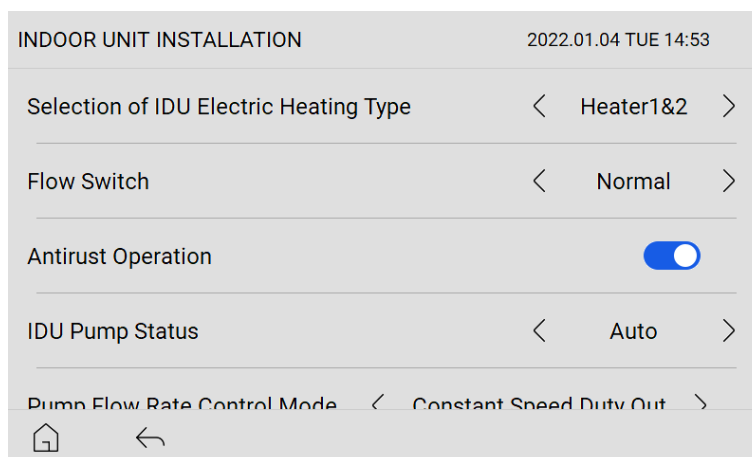 INDOOR UNIT INSTALLATION 2022.01.04 TUE 14:53
Selection of IDU Electric Heating Type Heater1&2
Flow Switch Normal
Antirust Operation
IDU Pump Status Auto
Pump Flow Rate Control Mode Constant Speed Duty Out